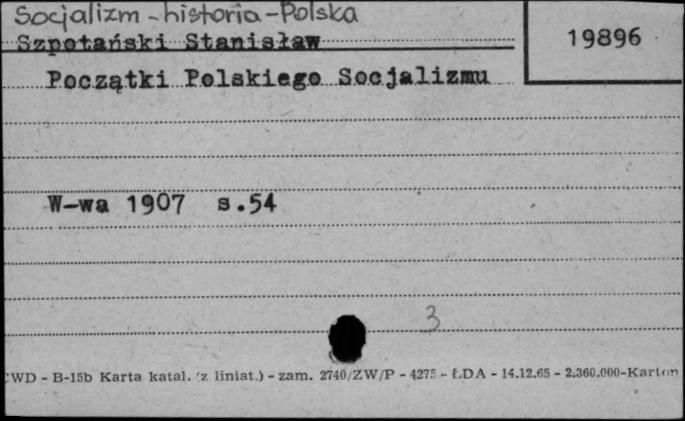 Socjalizm - historia - Polska
Szpotański Stanisław
19896
Początki Polskiego Socjalizmu
W-wa 1907 s.54
3
CWD - B-15b Karta katal. (z liniat.) - zam. 2740/ZW/P - 4275 - ŁDA - 14.12.65 - 2.360.000-Karton